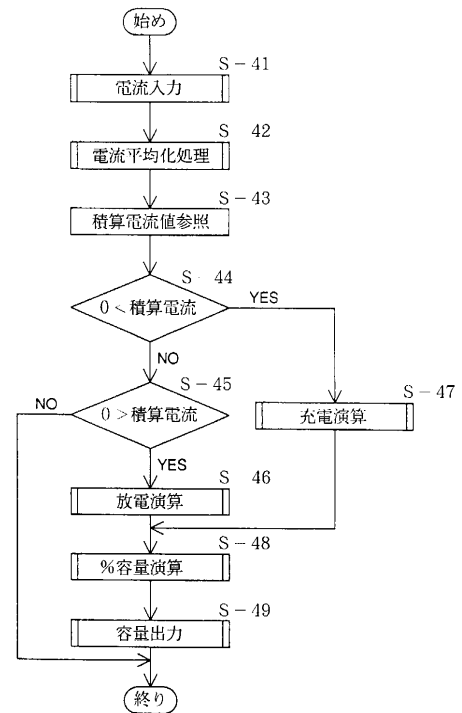 始め
S-41
電流入力
S 42
電流平均化処理
S-43
積算電流値参照
S-44
0<積算電流
YES
NO
S-45
NO
0>積算電流
S-47
充電演算
YES
S 46
放電演算
S-48
%容量演算
S-49
容量出力
終り